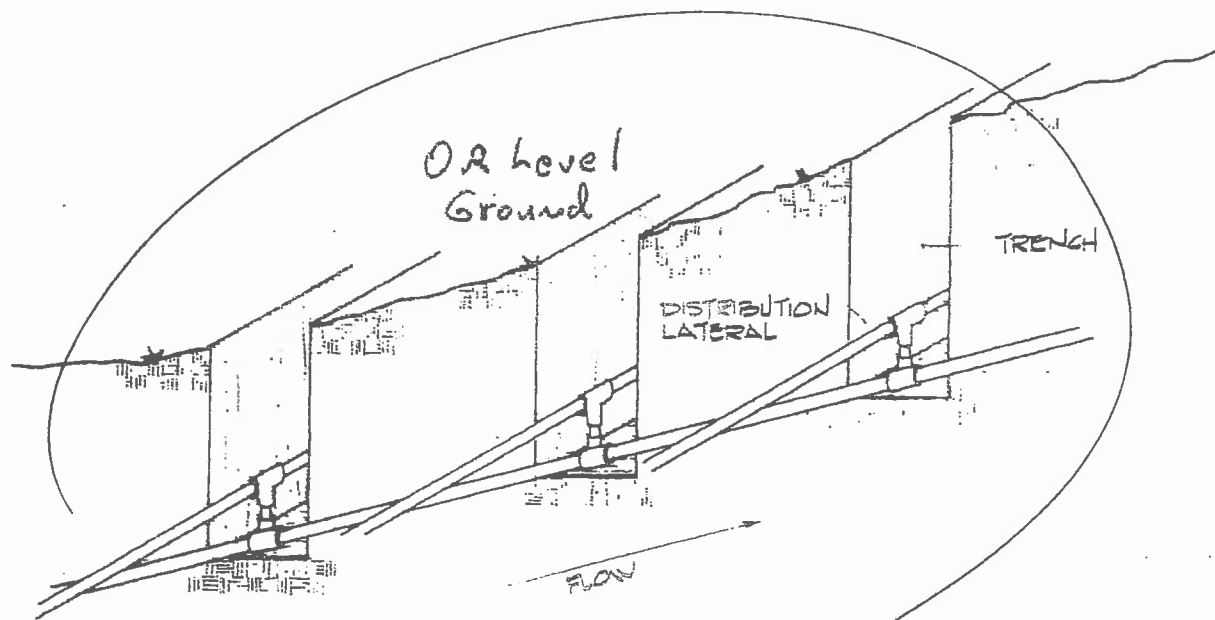 OR Level
Ground
TRENCH
DISTRIBUTION
LATERAL
FLOW